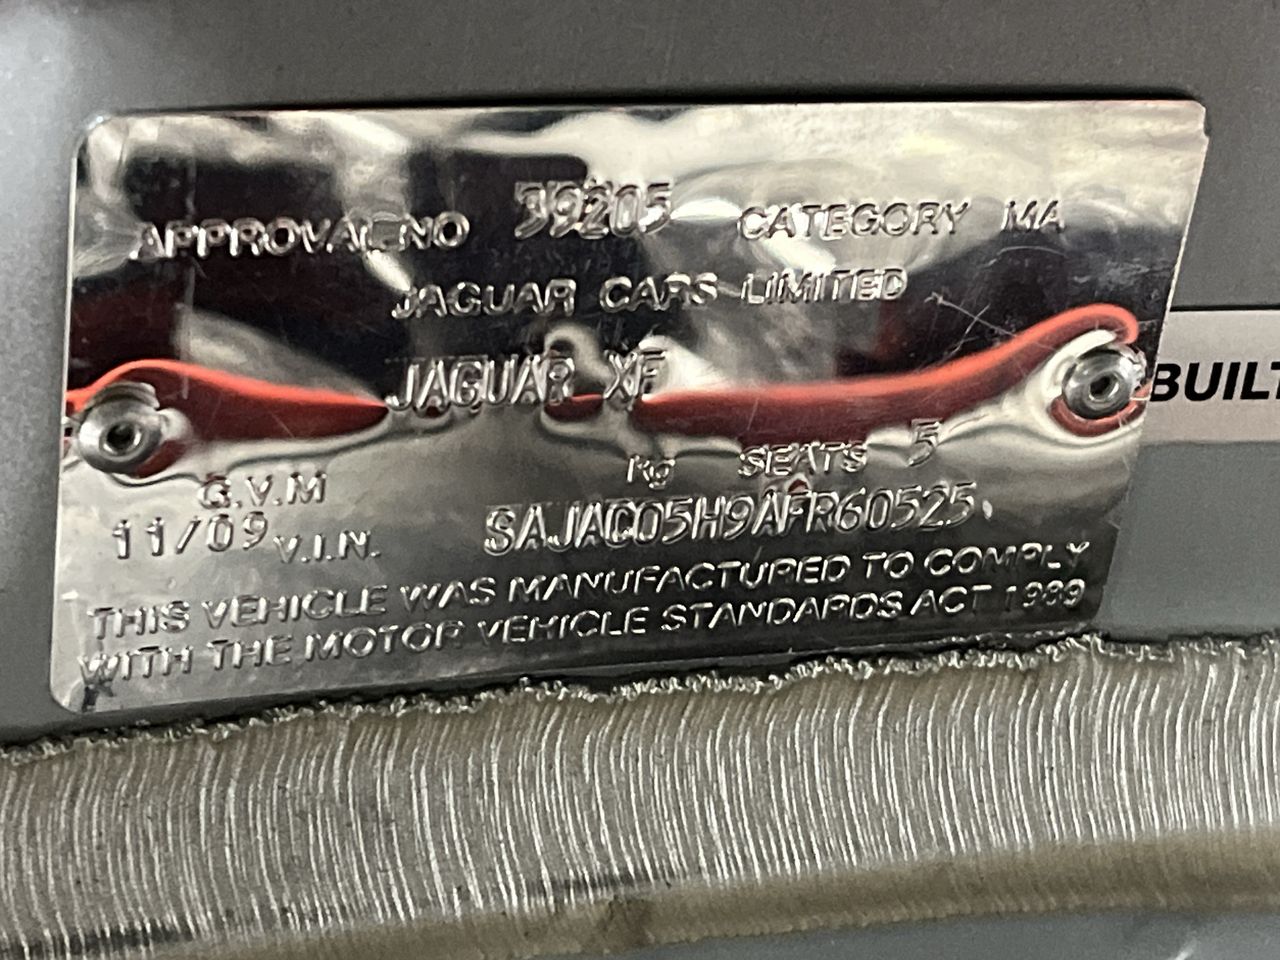 APPROVAL NO 39205 CATEGORY MA
JAGUAR CARS LIMITED
JAGUAR XF
G.V.M kg SEATS 5
11/09 V.I.N. SAJAC05H9AFR60525
THIS VEHICLE WAS MANUFACTURED TO COMPLY
WITH THE MOTOR VEHICLE STANDARDS ACT 1989
BUILT